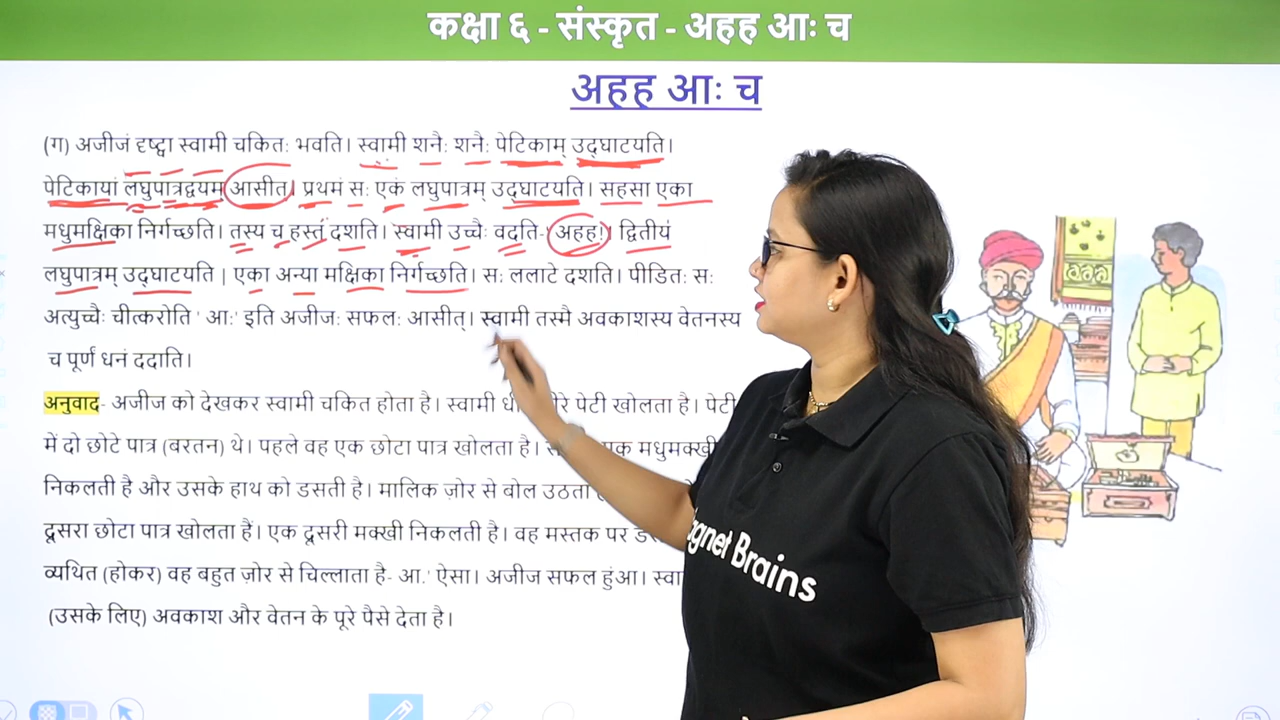 कक्षा ६ - संस्कृत - अहह आः च
अहह आः च
(ग) अजीजं दृष्ट्वा स्वामी चकित: भवति। स्वामी शनै: शनै: पेटिकाम् उद्घाटयति।
पेटिकायां लघुपात्रद्वयम् आसीत्। प्रथमं स: एकं लघुपात्रम् उद्घाटयति। सहसा एका
मधुमक्षिका निर्गच्छति। तस्य च हस्तं दशति। स्वामी उच्चैः वदति-' अहह!। द्वितीयं
लघुपात्रम् उद्घाटयति | एका अन्या मक्षिका निर्गच्छति। स: ललाटे दशति। पीडित: स:
अत्युच्चैः चीत्करोति ' आ:' इति अजीज: सफल: आसीत्। स्वामी तस्मै अवकाशस्य वेतनस्य
च पूर्णं धनं ददाति।
अनुवाद- अजीज को देखकर स्वामी चकित होता है। स्वामी पेटी खोलता है। पेटी
में दो छोटे पात्र (बरतन) थे। पहले वह एक छोटा पात्र खोलता है। मधुमक्खी
निकलती है और उसके हाथ को डसती है। मालिक ज़ोर से बोल उठता
दूसरा छोटा पात्र खोलता है। एक दूसरी मक्खी निकलती है। वह मस्तक पर
व्यथित (होकर) वह बहुत ज़ोर से चिल्लाता है- आ.' ऐसा। अजीज सफल हुंआ।
(उसके लिए) अवकाश और वेतन के पूरे पैसे देता है।
gnet Brains